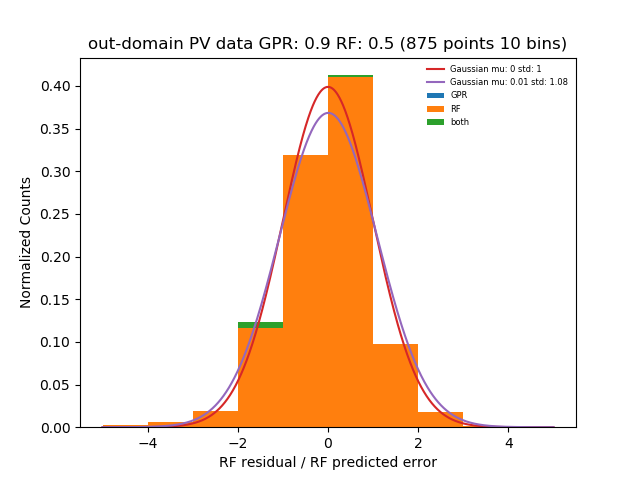 out-domain PV data GPR: 0.9 RF: 0.5 (875 points 10 bins)
Gaussian mu: 0 std: 1
Gaussian mu: 0.01 std: 1.08
GPR
RF
both
Normalized Counts
0.40
0.35
0.30
0.25
0.20
0.15
0.10
0.05
0.00
−4 −2 0 2 4
RF residual / RF predicted error